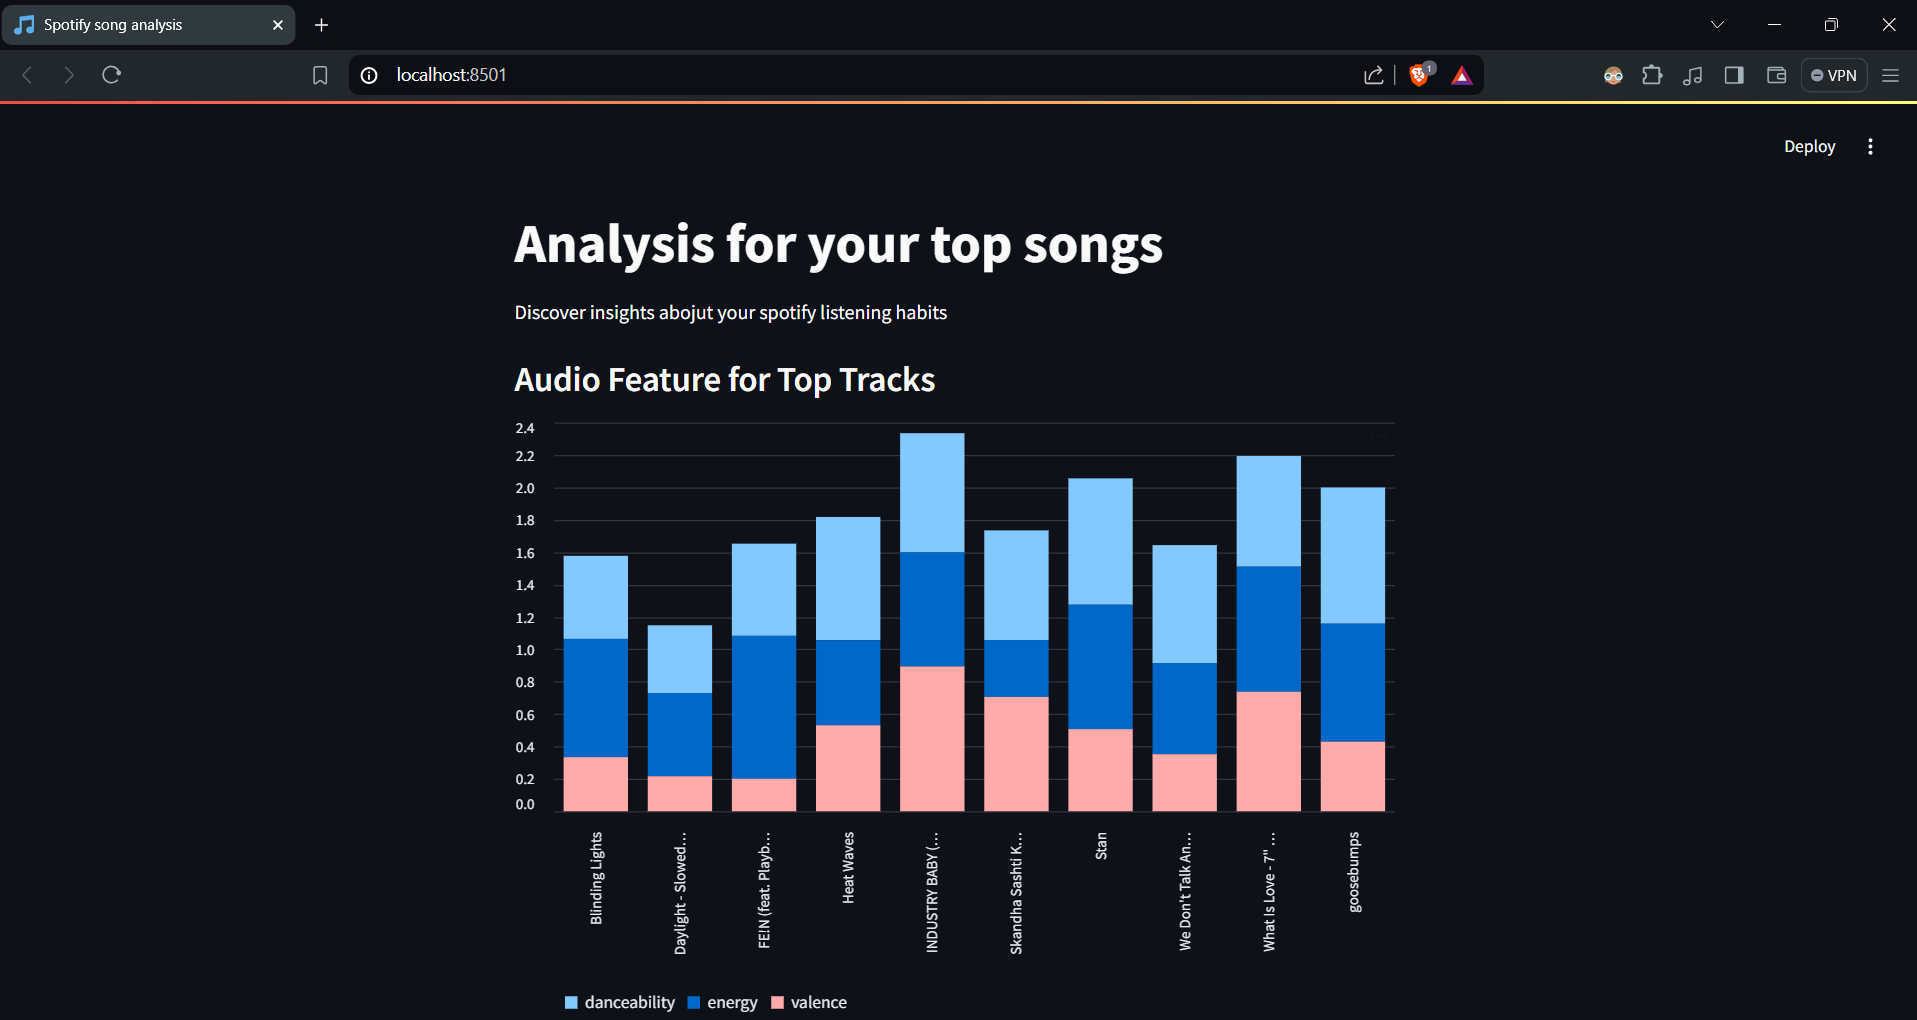 Spotify song analysis
localhost:8501
1
VPN
Deploy
Analysis for your top songs
Discover insights abojut your spotify listening habits
Audio Feature for Top Tracks
2.4
2.2
2.0
1.8
1.6
1.4
1.2
1.0
0.8
0.6
0.4
0.2
0.0
Blinding Lights
Daylight - Slowed…
FE!N (feat. Playb…
Heat Waves
INDUSTRY BABY (…
Skandha Sashti K…
Stan
We Don't Talk An…
What Is Love - 7" …
goosebumps
danceability energy valence